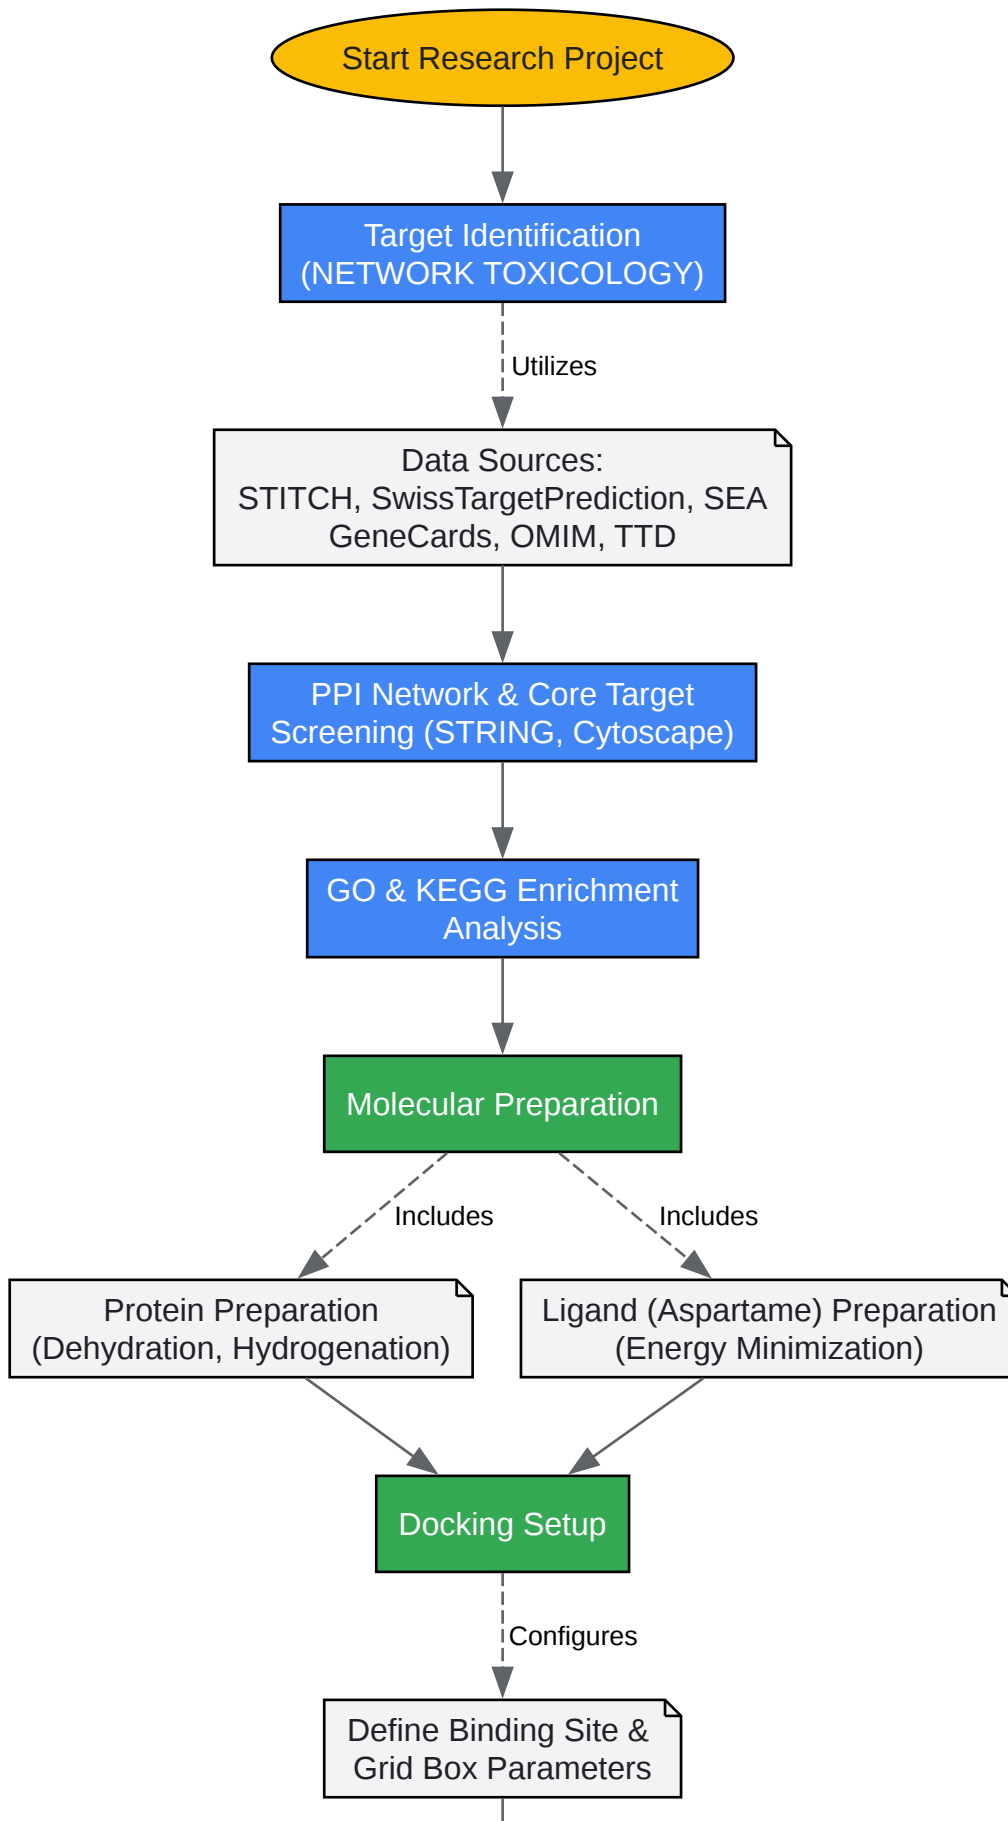 Start Research Project
Target Identification
(NETWORK TOXICOLOGY)
Utilizes
Data Sources:
STITCH, SwissTargetPrediction, SEA
GeneCards, OMIM, TTD
PPI Network & Core Target
Screening (STRING, Cytoscape)
GO & KEGG Enrichment
Analysis
Molecular Preparation
Includes
Includes
Protein Preparation
(Dehydration, Hydrogenation)
Ligand (Aspartame) Preparation
(Energy Minimization)
Docking Setup
Configures
Define Binding Site &
Grid Box Parameters